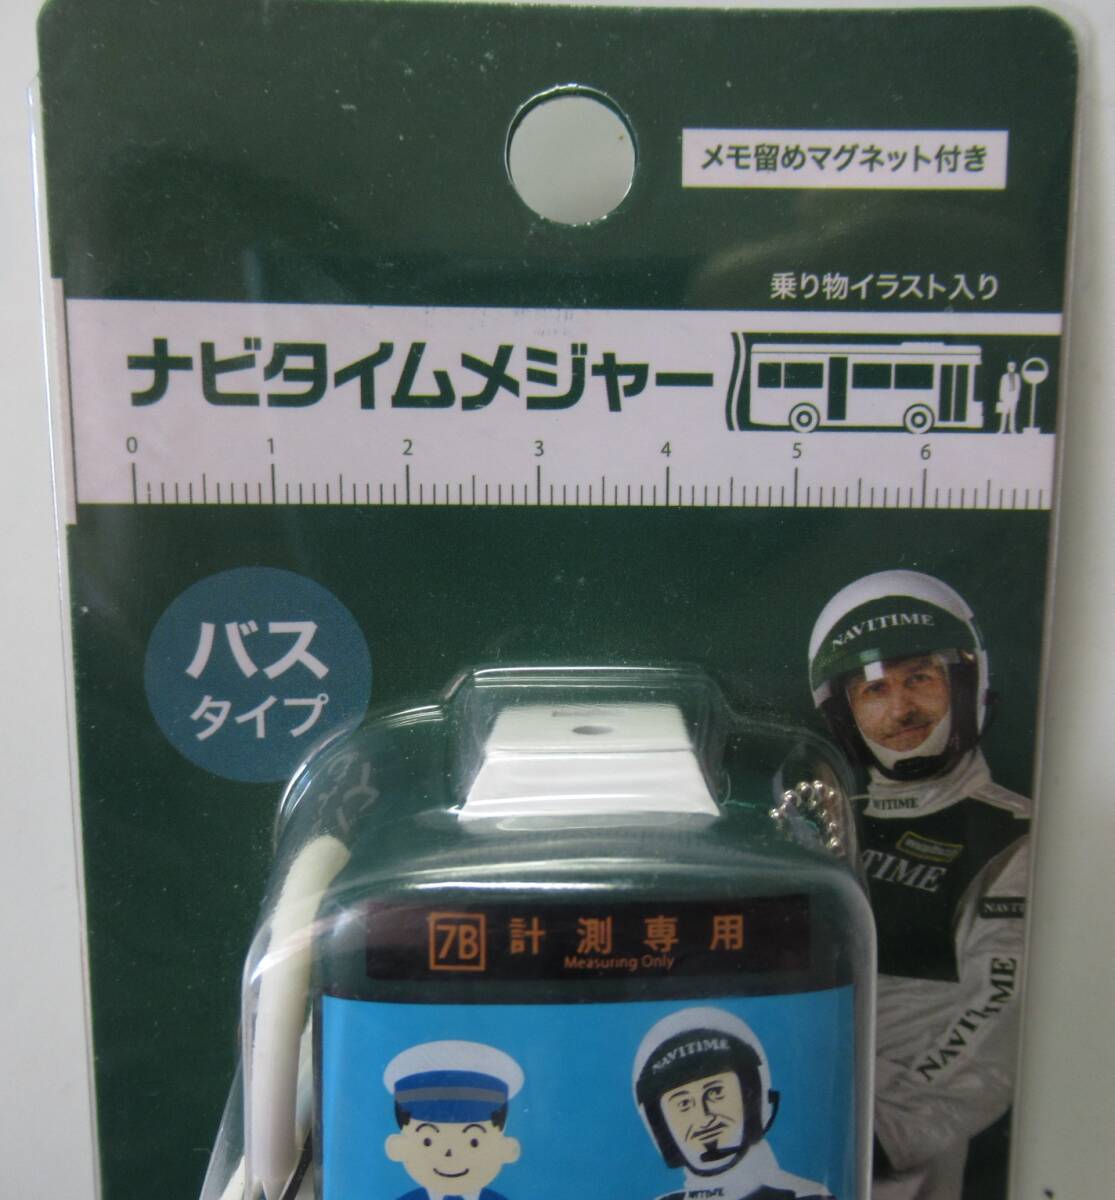 メモ留めマグネット付き
乗り物イラスト入り
ナビタイムメジャー
0 1 2 3 4 5 6
バス
タイプ
NAVITIME
VITIME
TIME
NAVIT
NAVITIME
7B 計測専用
Measuring Only
NAVITIME